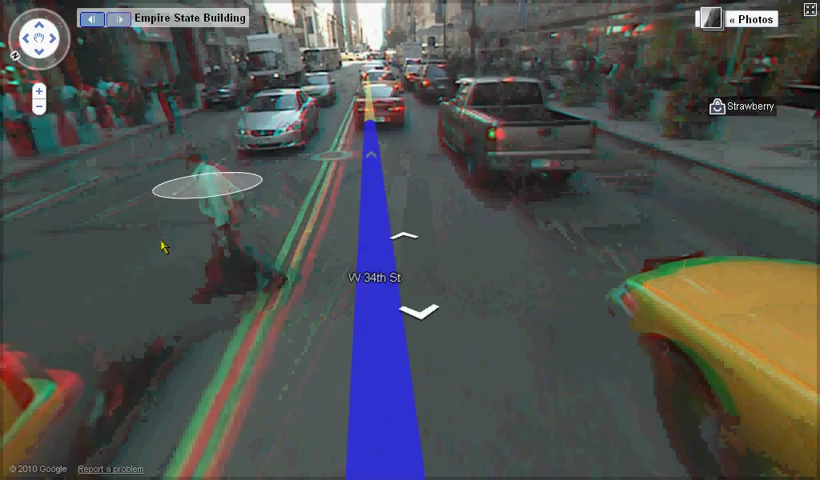 Empire State Building
« Photos
+
Strawberry
−
W 34th St
© 2010 Google Report a problem